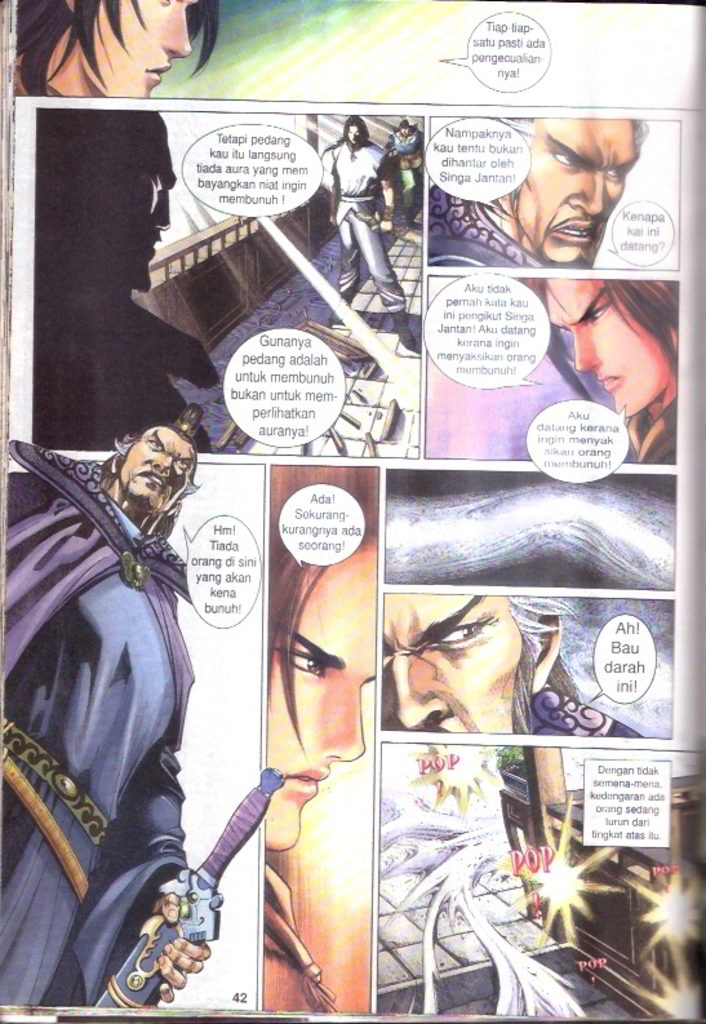 Tiap-tiap-
satu pasti ada
pengecualian-
nya!
Tetapi pedang
kau itu langsung
tiada aura yang mem
bayangkan niat ingin
membunuh !
Gunanya
pedang adalah
untuk membunuh
bukan untuk mem-
perlihatkan
auranya!
Nampaknya
kau tentu bukan
dihantar oleh
Singa Jantan!
Kenapa
kai ini
datang?
Aku tidak
pernah kata kau
ini pengikut Singa
Jantan! Aku datang
kerana ingin
menyaksikan orang
membunuh!
Aku
datang kerana
ingin menyak-
sikan orang
membunuh!
Hm!
Tiada
orang di sini
yang akan
kena
bunuh!
Ada!
Sekurang-
kurangnya ada
seorang!
Ah!
Bau
darah
ini!
Dengan tidak
semena-mena,
kedengaran ada
orang sedang
turun dari
tingkat atas itu.
POP
!
POP
!
POP
POP
!
42